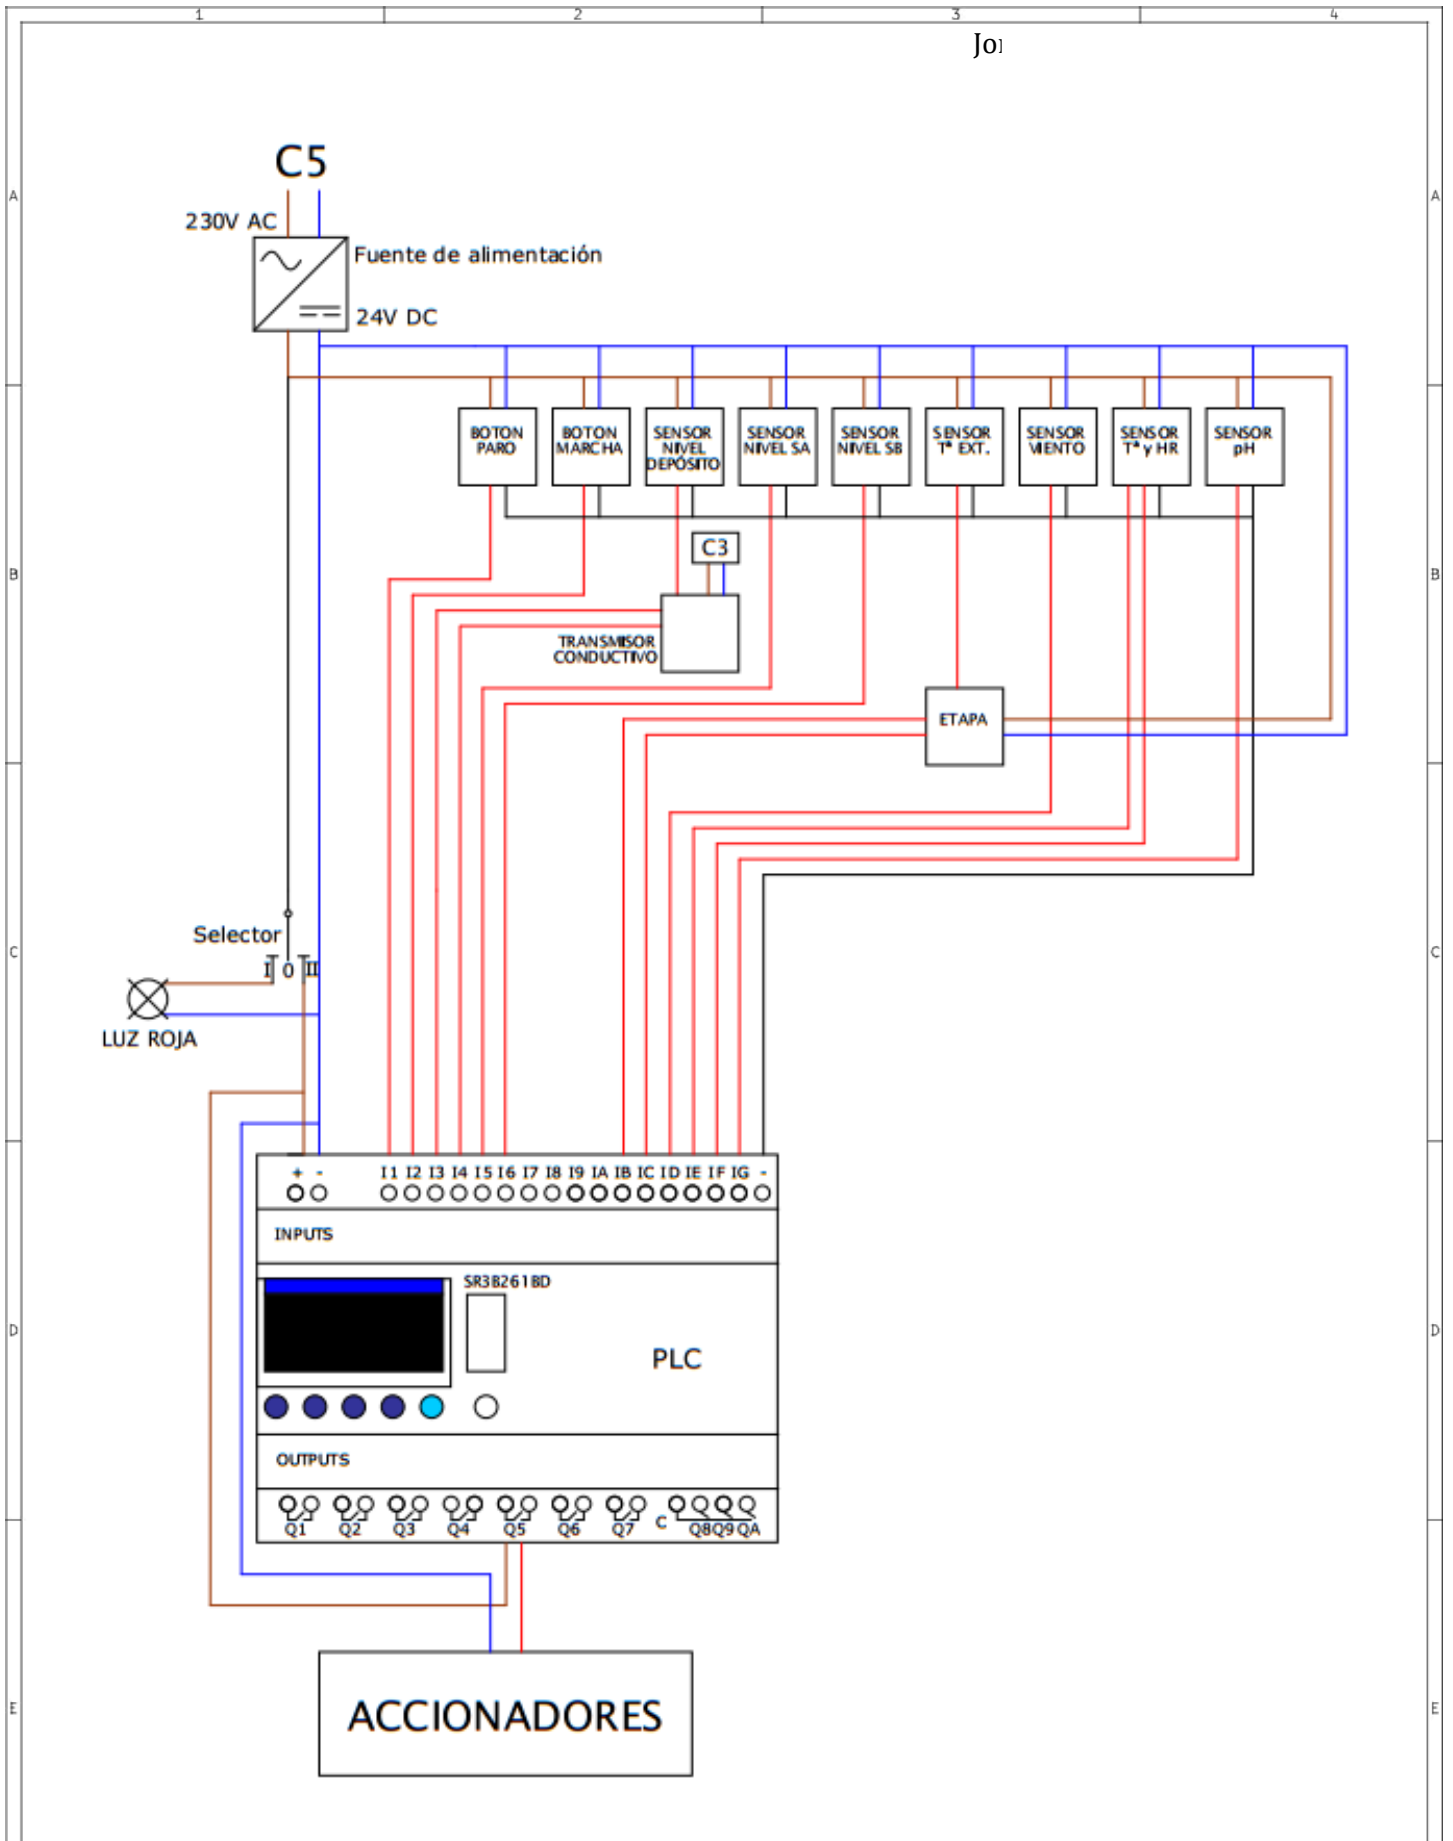 1 2 3 4
C5
A A
230V AC
Fuente de alimentación
24V DC
BOTON
PARO
BOTON
MARCHA
SENSOR
NIVEL
DEPÓSITO
SENSOR
NIVEL SA
SENSOR
NIVEL SB
SENSOR
Tª EXT.
SENSOR
VIENTO
SENSOR
Tª y HR
SENSOR
pH
C3
B B
TRANSMISOR
CONDUCTIVO
ETAPA
Selector
C C
I 0 II
LUZ ROJA
+ - I1 I2 I3 I4 I5 I6 I7 I8 I9 IA IB IC ID IE IF IG -
INPUTS
SR3B261BD
D D
PLC
OUTPUTS
Q1 Q2 Q3 Q4 Q5 Q6 Q7 C Q8 Q9 QA
E E
ACCIONADORES